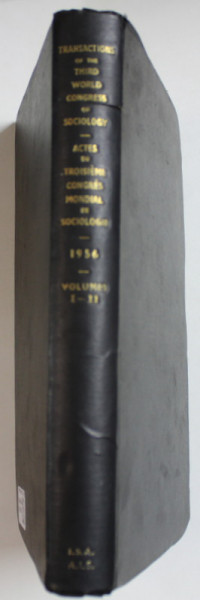 TRANSACTIONS
OF THE
THIRD
WORLD
CONGRESS
OF
SOCIOLOGY
—
ACTES
DU
TROISIÈME
CONGRÈS
MONDIAL
DE
SOCIOLOGIE
—
1956
—
VOLUMES
I-II
I.S.A.
A.I.S.